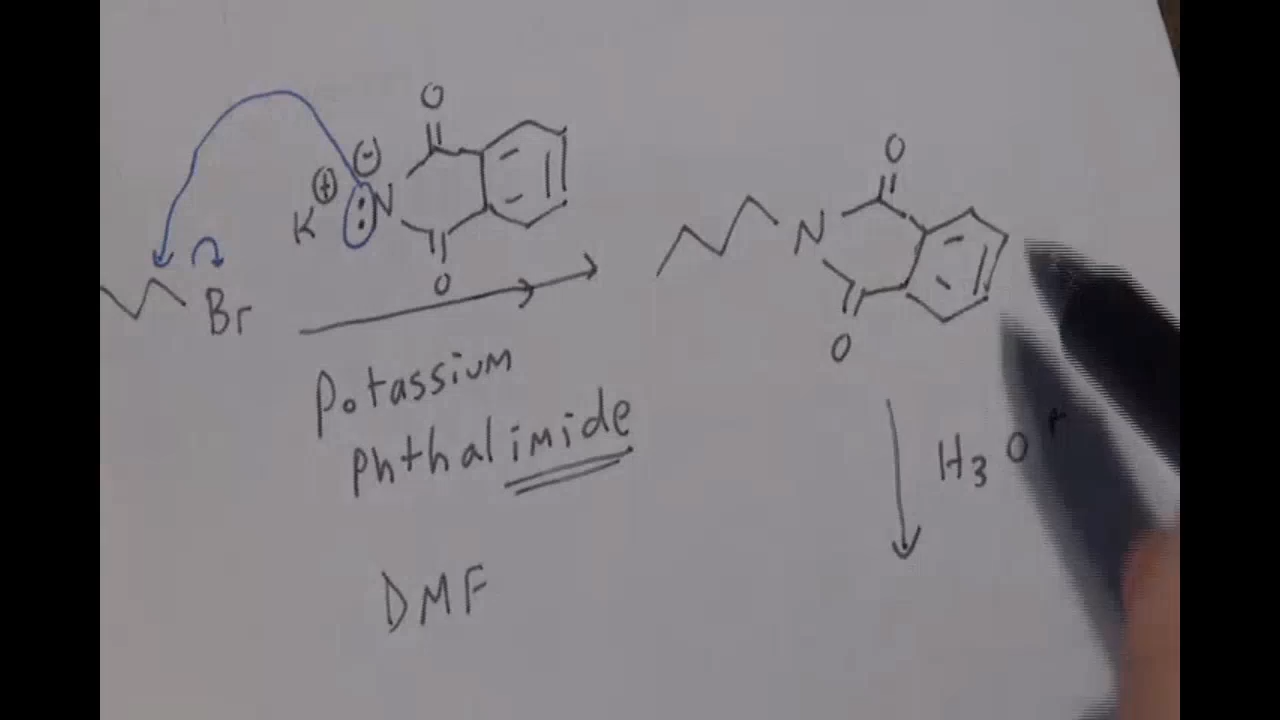 O
⊖
⊕
K : N
O
Br
Potassium
Phthalimide
DMF
O
N
O
H3O+